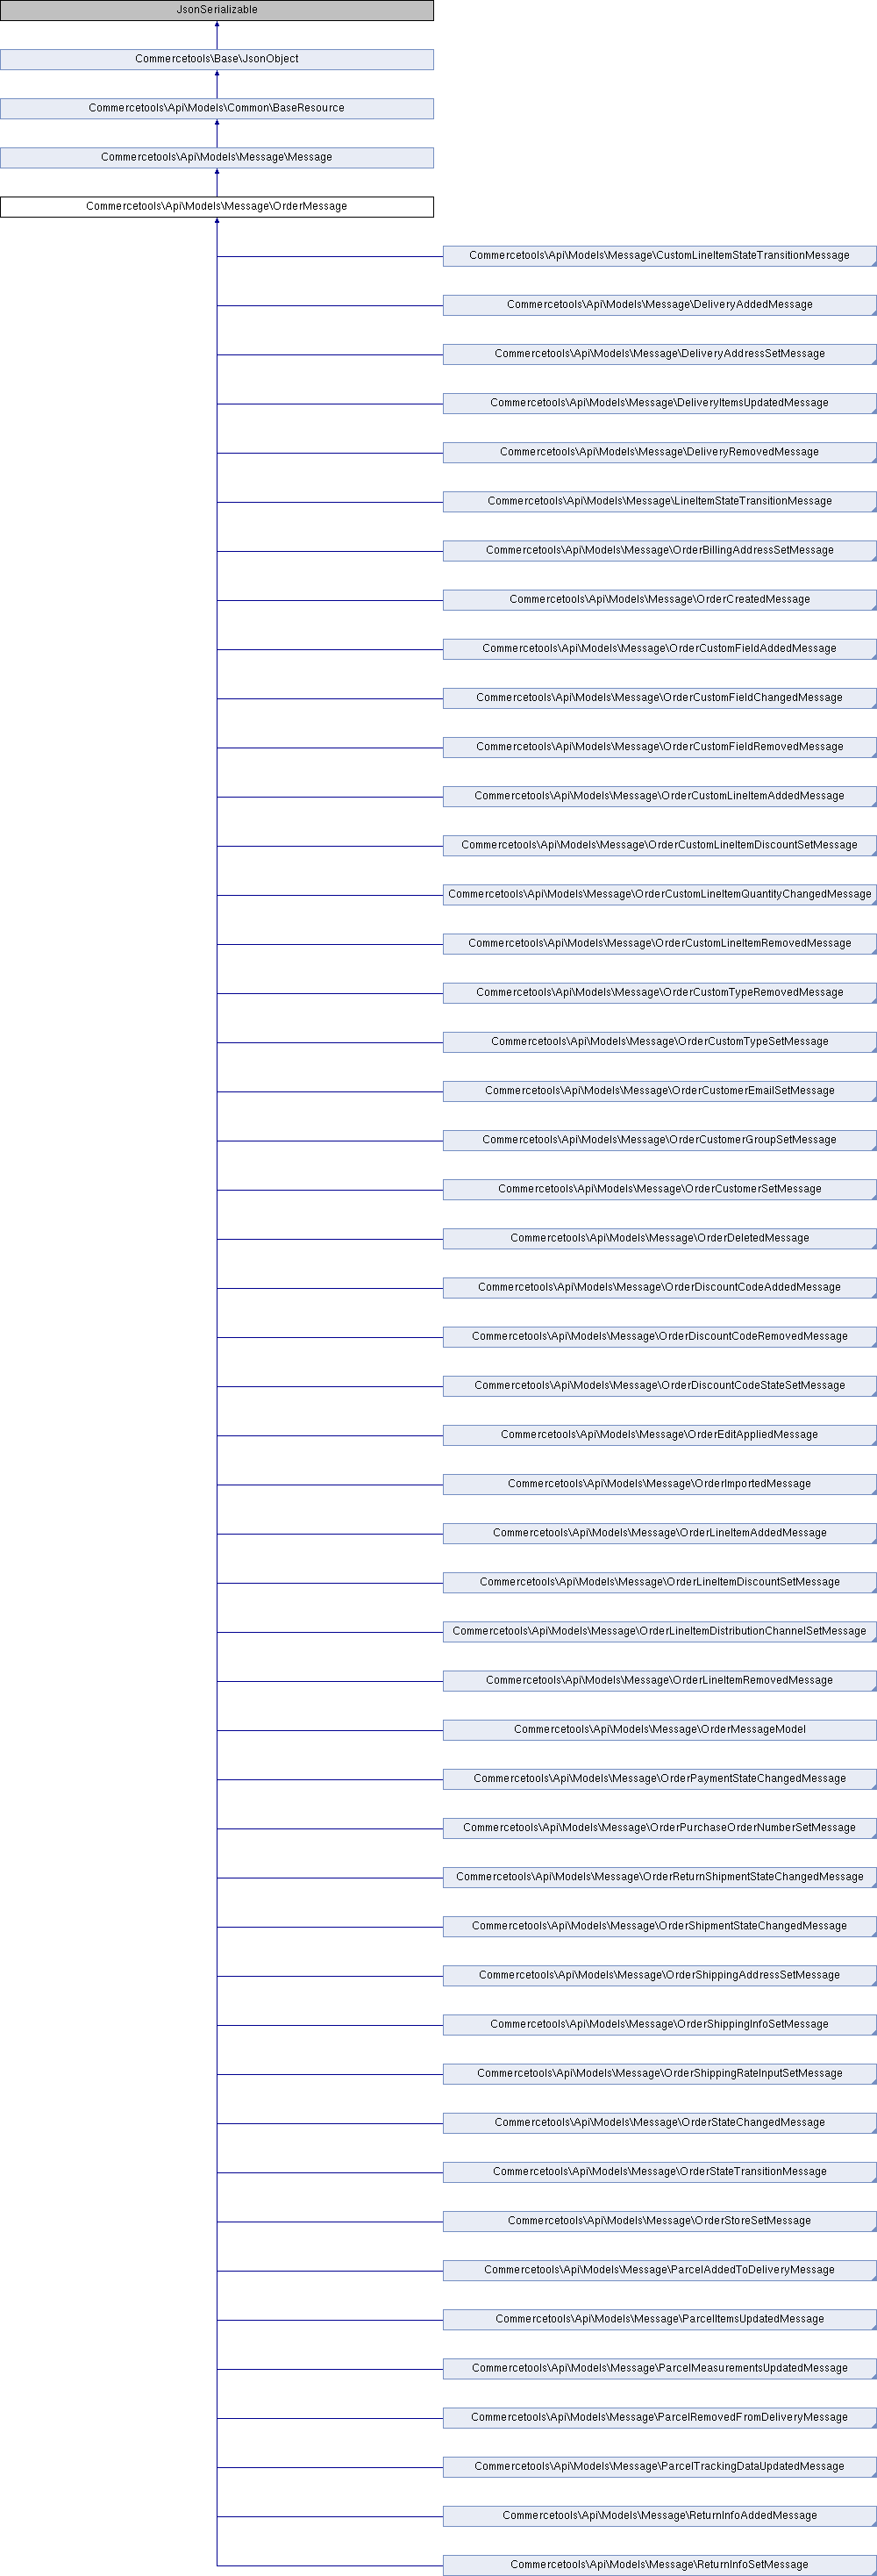 JsonSerializable
Commercetools\Base\JsonObject
Commercetools\Api\Models\Common\BaseResource
Commercetools\Api\Models\Message\Message
Commercetools\Api\Models\Message\OrderMessage
Commercetools\Api\Models\Message\CustomLineItemStateTransitionMessage
Commercetools\Api\Models\Message\DeliveryAddedMessage
Commercetools\Api\Models\Message\DeliveryAddressSetMessage
Commercetools\Api\Models\Message\DeliveryItemsUpdatedMessage
Commercetools\Api\Models\Message\DeliveryRemovedMessage
Commercetools\Api\Models\Message\LineItemStateTransitionMessage
Commercetools\Api\Models\Message\OrderBillingAddressSetMessage
Commercetools\Api\Models\Message\OrderCreatedMessage
Commercetools\Api\Models\Message\OrderCustomFieldAddedMessage
Commercetools\Api\Models\Message\OrderCustomFieldChangedMessage
Commercetools\Api\Models\Message\OrderCustomFieldRemovedMessage
Commercetools\Api\Models\Message\OrderCustomLineItemAddedMessage
Commercetools\Api\Models\Message\OrderCustomLineItemDiscountSetMessage
Commercetools\Api\Models\Message\OrderCustomLineItemQuantityChangedMessage
Commercetools\Api\Models\Message\OrderCustomLineItemRemovedMessage
Commercetools\Api\Models\Message\OrderCustomTypeRemovedMessage
Commercetools\Api\Models\Message\OrderCustomTypeSetMessage
Commercetools\Api\Models\Message\OrderCustomerEmailSetMessage
Commercetools\Api\Models\Message\OrderCustomerGroupSetMessage
Commercetools\Api\Models\Message\OrderCustomerSetMessage
Commercetools\Api\Models\Message\OrderDeletedMessage
Commercetools\Api\Models\Message\OrderDiscountCodeAddedMessage
Commercetools\Api\Models\Message\OrderDiscountCodeRemovedMessage
Commercetools\Api\Models\Message\OrderDiscountCodeStateSetMessage
Commercetools\Api\Models\Message\OrderEditAppliedMessage
Commercetools\Api\Models\Message\OrderImportedMessage
Commercetools\Api\Models\Message\OrderLineItemAddedMessage
Commercetools\Api\Models\Message\OrderLineItemDiscountSetMessage
Commercetools\Api\Models\Message\OrderLineItemDistributionChannelSetMessage
Commercetools\Api\Models\Message\OrderLineItemRemovedMessage
Commercetools\Api\Models\Message\OrderMessageModel
Commercetools\Api\Models\Message\OrderPaymentStateChangedMessage
Commercetools\Api\Models\Message\OrderPurchaseOrderNumberSetMessage
Commercetools\Api\Models\Message\OrderReturnShipmentStateChangedMessage
Commercetools\Api\Models\Message\OrderShipmentStateChangedMessage
Commercetools\Api\Models\Message\OrderShippingAddressSetMessage
Commercetools\Api\Models\Message\OrderShippingInfoSetMessage
Commercetools\Api\Models\Message\OrderShippingRateInputSetMessage
Commercetools\Api\Models\Message\OrderStateChangedMessage
Commercetools\Api\Models\Message\OrderStateTransitionMessage
Commercetools\Api\Models\Message\OrderStoreSetMessage
Commercetools\Api\Models\Message\ParcelAddedToDeliveryMessage
Commercetools\Api\Models\Message\ParcelItemsUpdatedMessage
Commercetools\Api\Models\Message\ParcelMeasurementsUpdatedMessage
Commercetools\Api\Models\Message\ParcelRemovedFromDeliveryMessage
Commercetools\Api\Models\Message\ParcelTrackingDataUpdatedMessage
Commercetools\Api\Models\Message\ReturnInfoAddedMessage
Commercetools\Api\Models\Message\ReturnInfoSetMessage